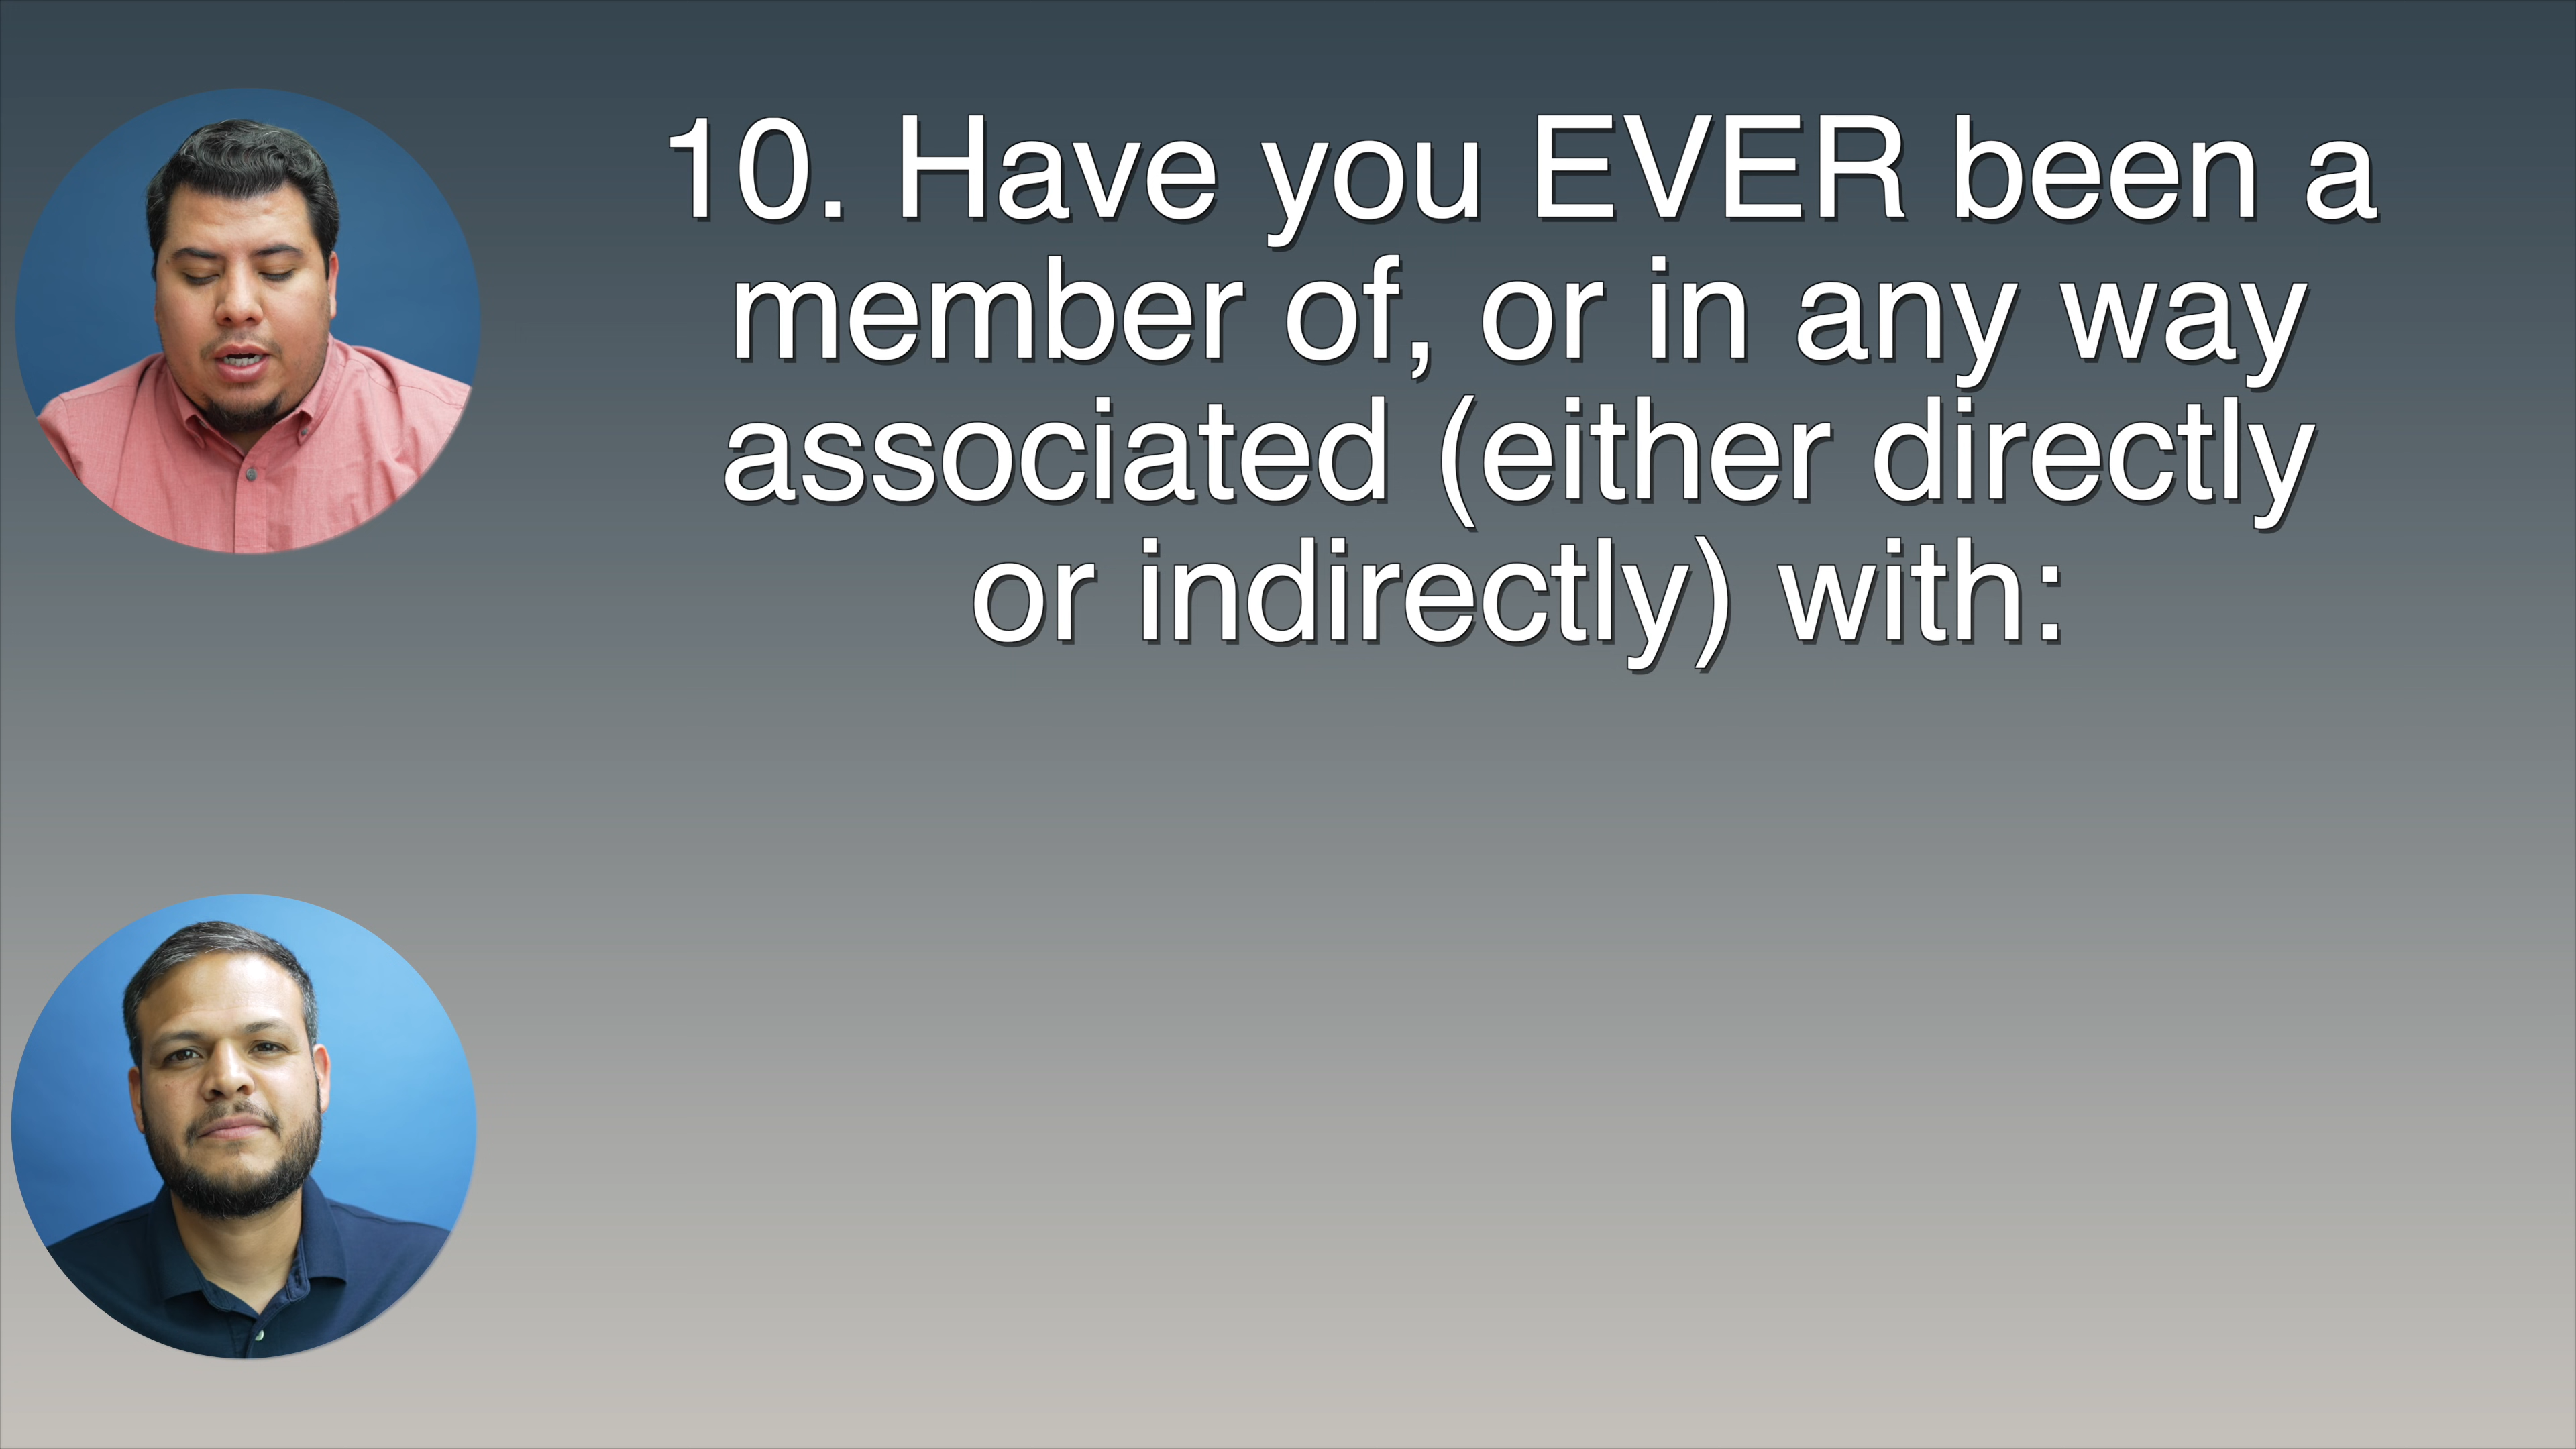 10. Have you EVER been a
member of, or in any way
associated (either directly
or indirectly) with: